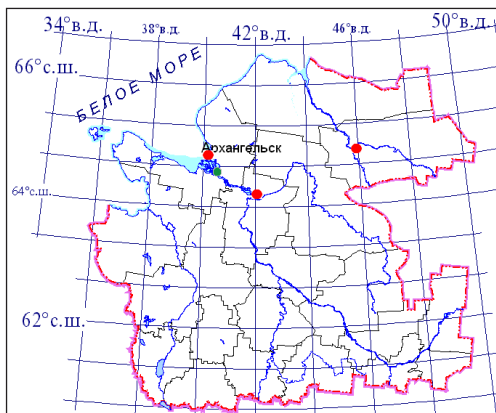 34°в.д.
38°в.д.
42°в.д.
46°в.д.
50°в.д.
66°с.ш.
БЕЛОЕ МОРЕ
Архангельск
64°с.ш.
62°с.ш.